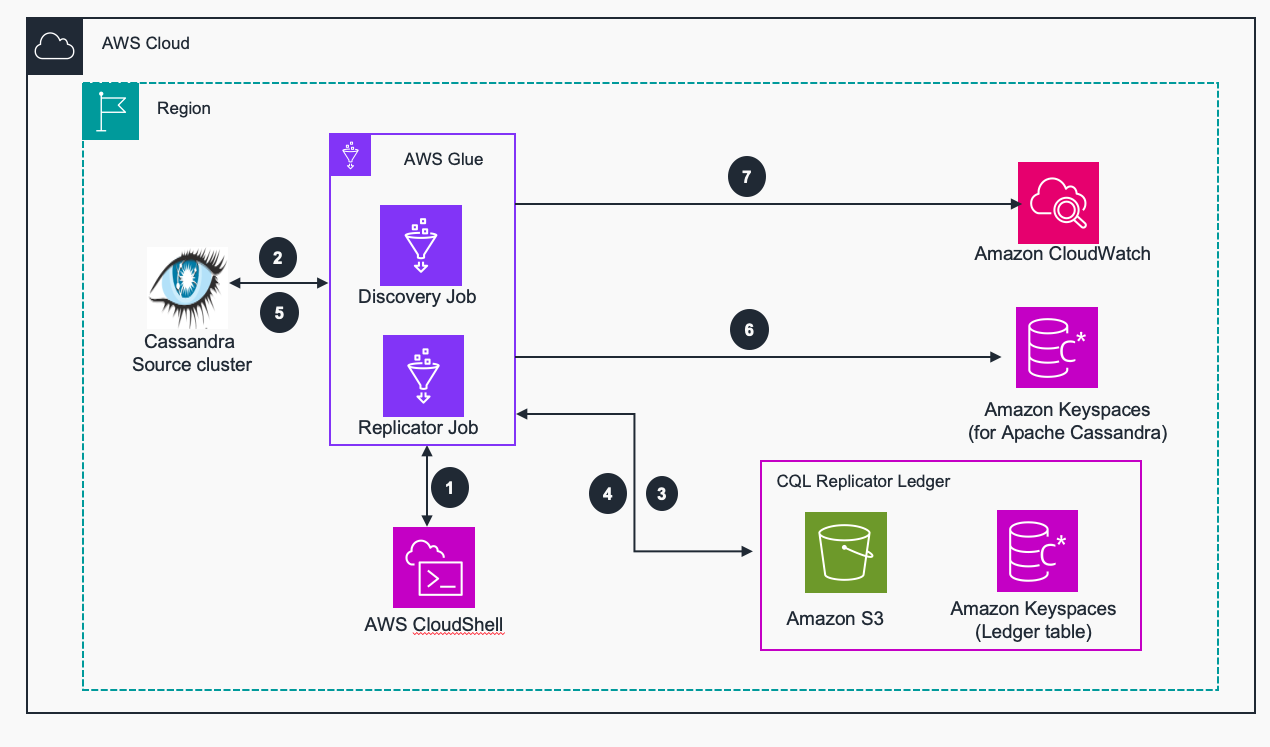 AWS Cloud
Region
AWS Glue
7
Amazon CloudWatch
Discovery Job
2
5
Cassandra
Source cluster
6
C*
Amazon Keyspaces
(for Apache Cassandra)
Replicator Job
1
4
3
CQL Replicator Ledger
C*
Amazon S3
Amazon Keyspaces
(Ledger table)
>_
AWS CloudShell